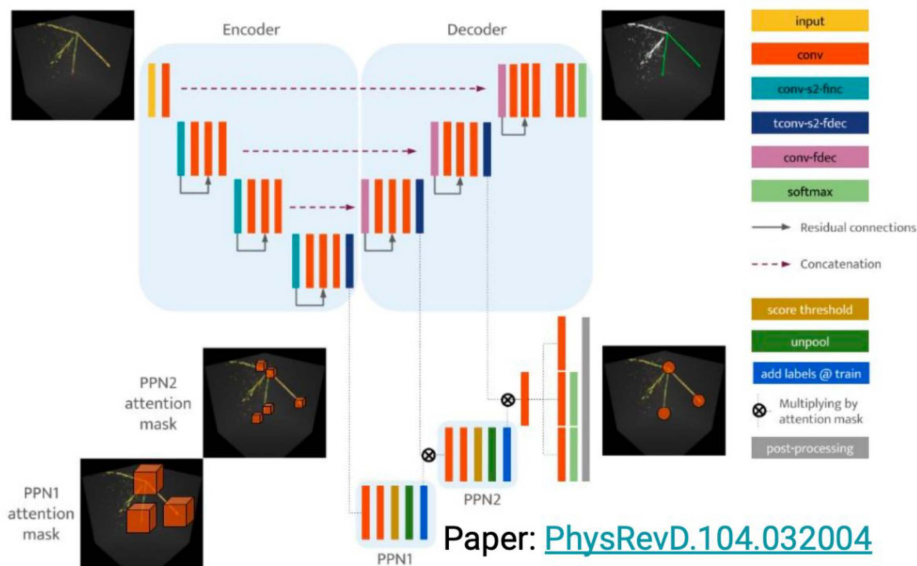 Encoder
Decoder
input
conv
conv-s2-finc
tconv-s2-fdec
conv-fdec
softmax
Residual connections
Concatenation
score threshold
unpool
add labels @ train
Multiplying by
attention mask
post-processing
PPN2
attention
mask
PPN1
attention
mask
PPN2
PPN1
Paper: PhysRevD.104.032004